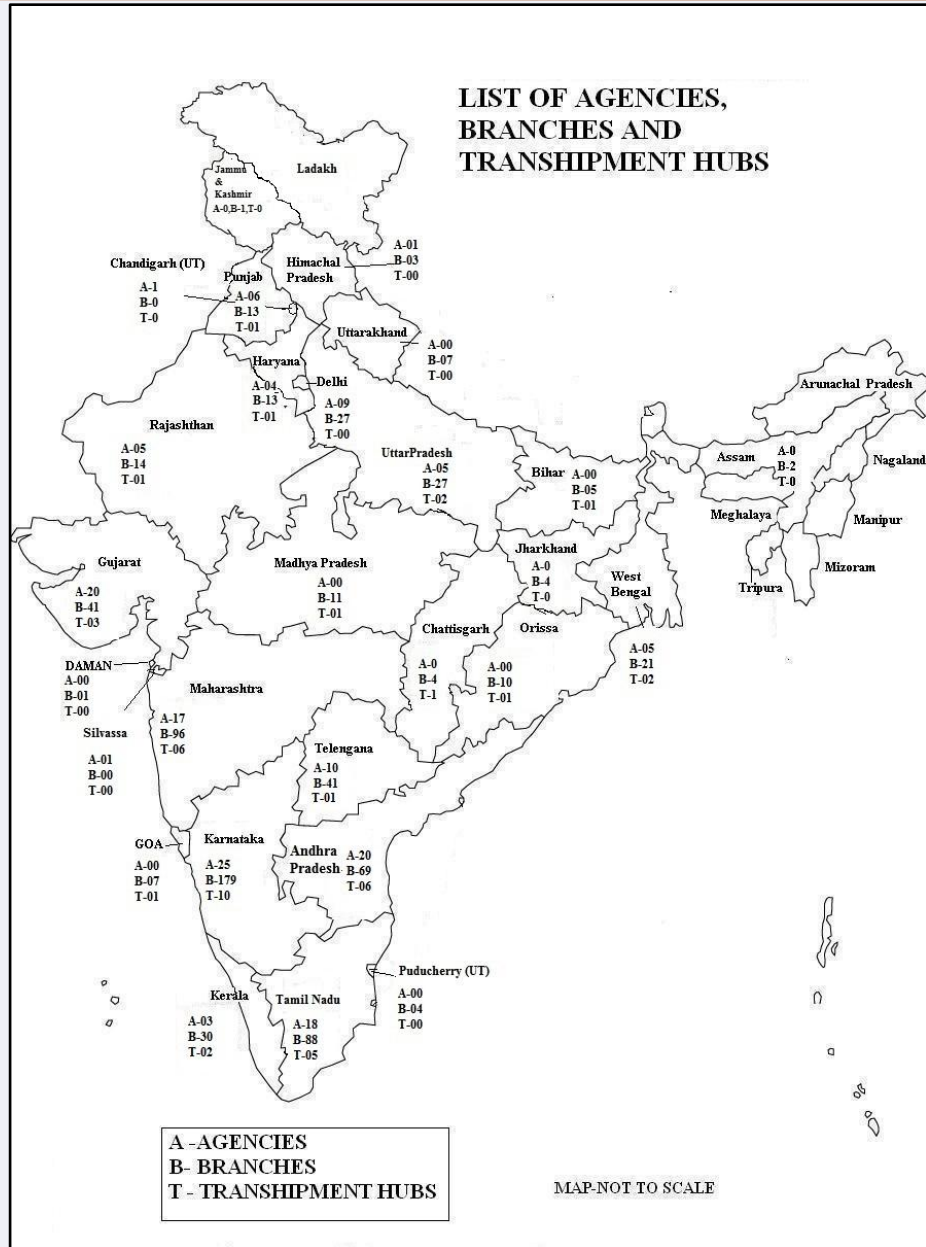 LIST OF AGENCIES,
BRANCHES AND
TRANSHIPMENT HUBS
Ladakh
Jammu
&
Kashmir
A-0,B-1,T-0
Chandigarh (UT)
A-1
B-0
T-0
Punjab
A-06
B-13
T-01
Himachal
Pradesh
A-01
B-03
T-00
Uttarakhand
A-00
B-07
T-00
Haryana
A-04
B-13
T-01
Delhi
A-09
B-27
T-00
Rajashthan
A-05
B-14
T-01
UttarPradesh
A-05
B-27
T-02
Bihar
A-00
B-05
T-01
Arunachal Pradesh
Assam
A-0
B-2
T-0
Nagaland
Meghalaya
Manipur
Mizoram
Tripura
Gujarat
A-20
B-41
T-03
Madhya Pradesh
A-00
B-11
T-01
Jharkhand
A-0
B-4
T-0
West
Bengal
A-05
B-21
T-02
Chattisgarh
A-0
B-4
T-1
Orissa
A-00
B-10
T-01
DAMAN
A-00
B-01
T-00
Silvassa
A-01
B-00
T-00
Maharashtra
A-17
B-96
T-06
Telengana
A-10
B-41
T-01
GOA
A-00
B-07
T-01
Karnataka
A-25
B-179
T-10
Andhra
Pradesh
A-20
B-69
T-06
Puducherry (UT)
A-00
B-04
T-00
Kerala
A-03
B-30
T-02
Tamil Nadu
A-18
B-88
T-05
A -AGENCIES
B- BRANCHES
T - TRANSHIPMENT HUBS
MAP-NOT TO SCALE